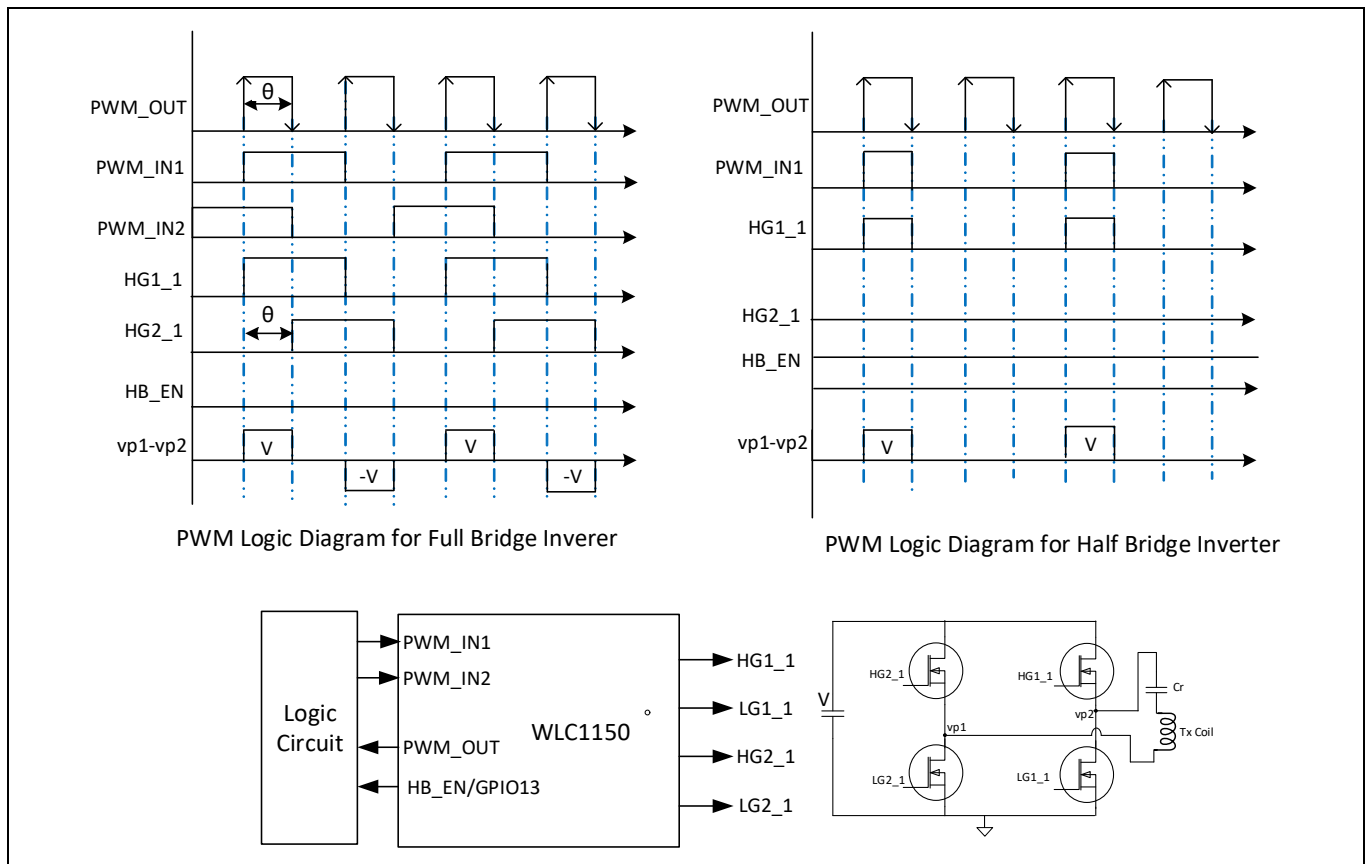 PWM_OUT
θ
PWM_IN1
PWM_IN2
HG1_1
HG2_1
θ
HB_EN
vp1-vp2
V
-V
V
-V
PWM Logic Diagram for Full Bridge Inverer
PWM_OUT
PWM_IN1
HG1_1
HG2_1
HB_EN
vp1-vp2
V
V
PWM Logic Diagram for Half Bridge Inverter
Logic
Circuit
PWM_IN1
PWM_IN2
PWM_OUT
HB_EN/GPIO13
WLC1150
HG1_1
LG1_1
HG2_1
LG2_1
V
HG2_1
HG1_1
vp1
vp2
LG2_1
LG1_1
Cr
Tx Coil